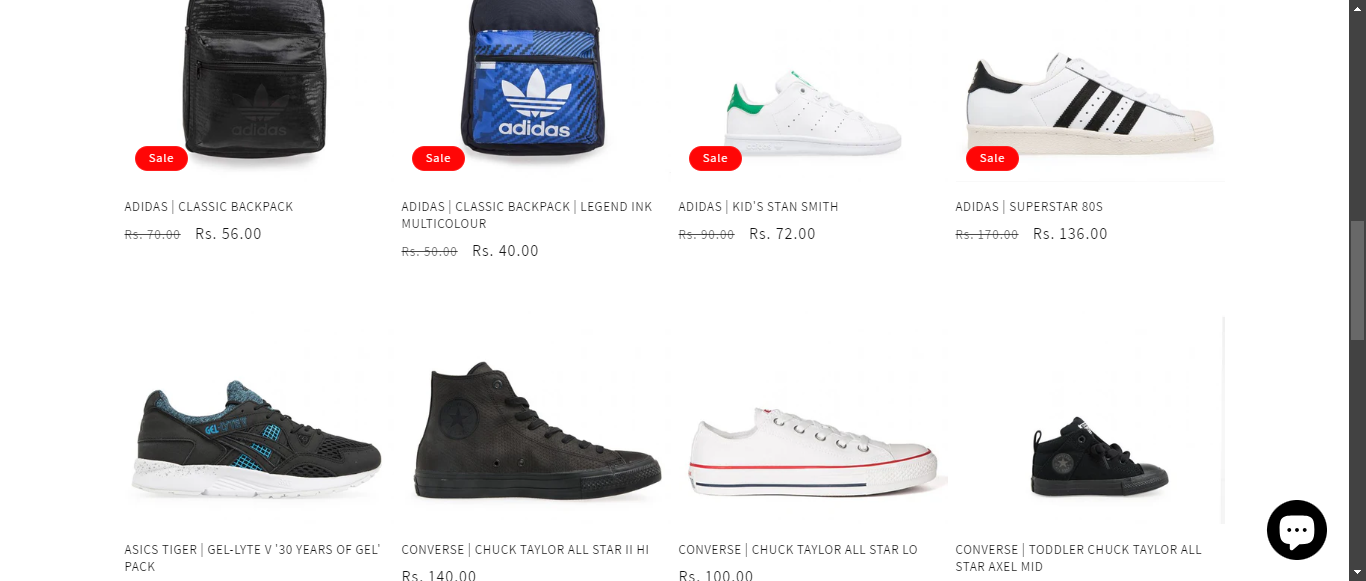 adidas
adidas
Sale
Sale
Sale
Sale
ADIDAS | CLASSIC BACKPACK
Rs. 70.00 Rs. 56.00
ADIDAS | CLASSIC BACKPACK | LEGEND INK
MULTICOLOUR
Rs. 50.00 Rs. 40.00
ADIDAS | KID'S STAN SMITH
Rs. 90.00 Rs. 72.00
ADIDAS | SUPERSTAR 80S
Rs. 170.00 Rs. 136.00
GEL-LYTE V
ASICS TIGER | GEL-LYTE V '30 YEARS OF GEL'
PACK
CONVERSE | CHUCK TAYLOR ALL STAR II HI
Rs. 140.00
CONVERSE | CHUCK TAYLOR ALL STAR LO
Rs. 100.00
CONVERSE | TODDLER CHUCK TAYLOR ALL
STAR AXEL MID